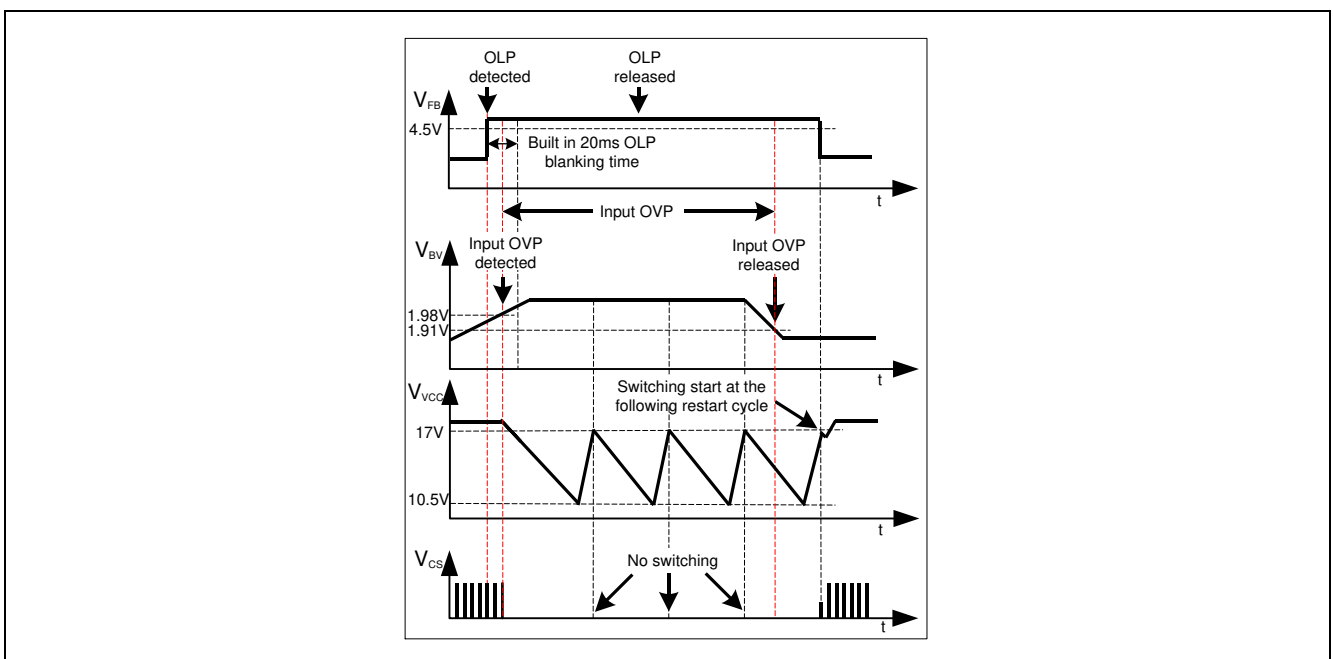 OLP
detected
OLP
released
VFB
4.5V
Built in 20ms OLP
blanking time
t
Input OVP
VBV
Input OVP
detected
Input OVP
released
1.98V
1.91V
t
VVCC
Switching start at the
following restart cycle
17V
10.5V
t
VCS
No switching
t